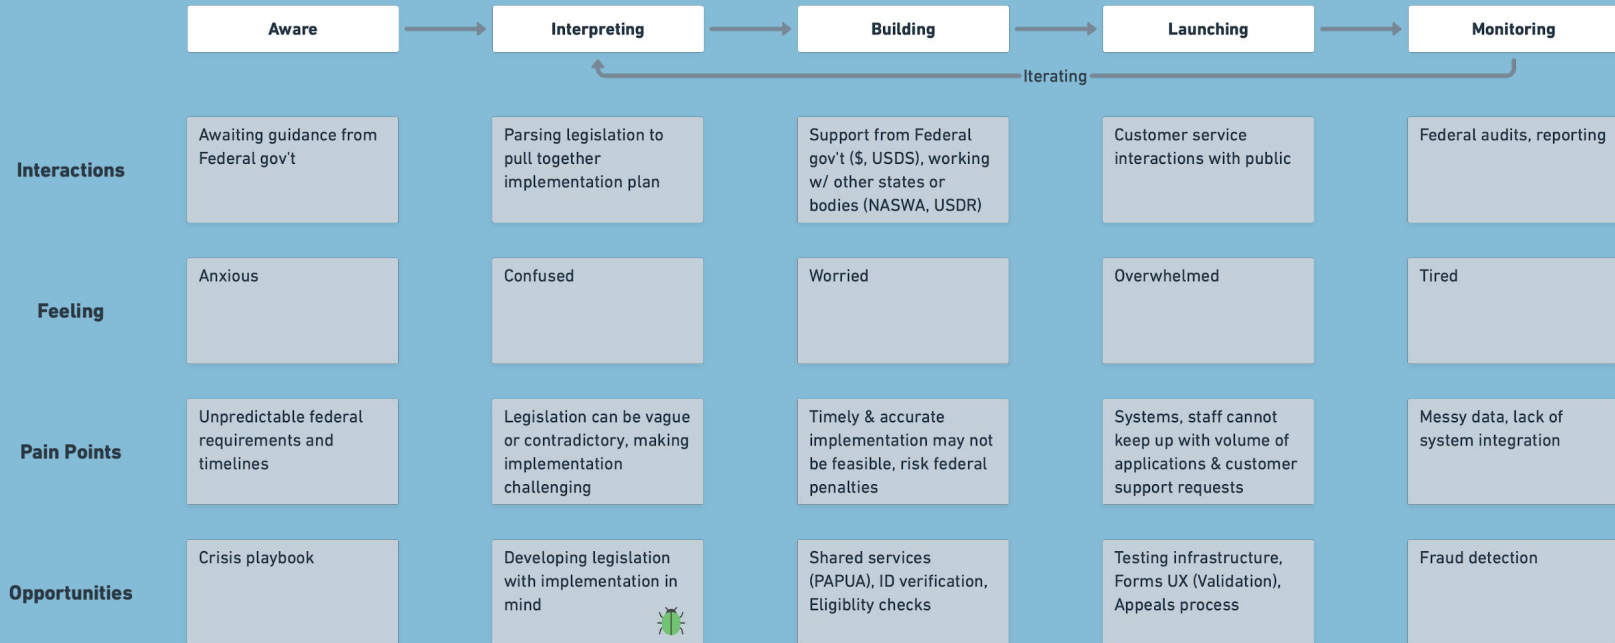 Aware
Interpreting
Building
Launching
Monitoring
Iterating
Interactions
Awaiting guidance from
Federal gov't
Parsing legislation to
pull together
implementation plan
Support from Federal
gov't ($, USDS), working
w/ other states or
bodies (NASWA, USDR)
Customer service
interactions with public
Federal audits, reporting
Feeling
Anxious
Confused
Worried
Overwhelmed
Tired
Pain Points
Unpredictable federal
requirements and
timelines
Legislation can be vague
or contradictory, making
implementation
challenging
Timely & accurate
implementation may not
be feasible, risk federal
penalties
Systems, staff cannot
keep up with volume of
applications & customer
support requests
Messy data, lack of
system integration
Opportunities
Crisis playbook
Developing legislation
with implementation in
mind
Shared services
(PAPUA), ID verification,
Eligiblity checks
Testing infrastructure,
Forms UX (Validation),
Appeals process
Fraud detection